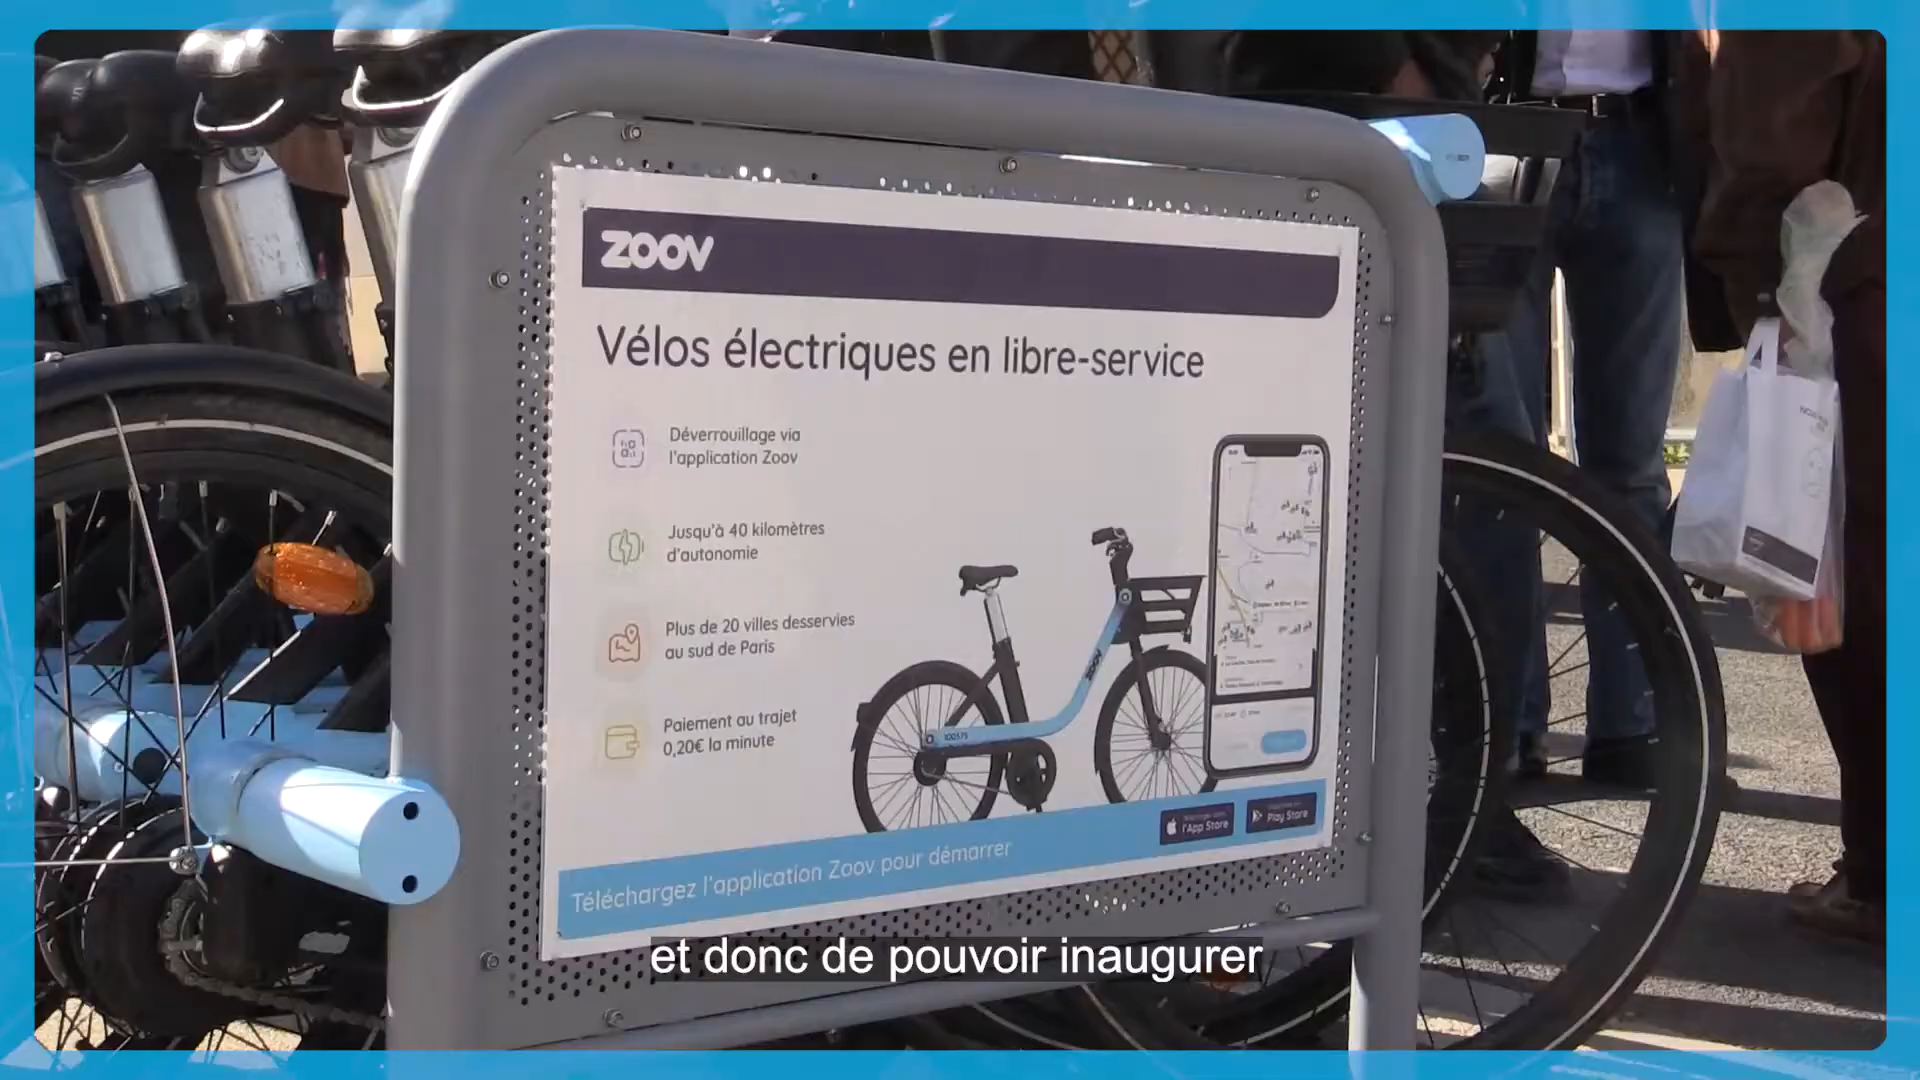 ZOOV
Vélos électriques en libre-service
Déverrouillage via
l'application Zoov
Jusqu'à 40 kilomètres
d'autonomie
Plus de 20 villes desservies
au sud de Paris
Paiement au trajet
0,20€ la minute
ZOOV
100575
l'App Store
Play Store
Téléchargez l'application Zoov pour démarrer
et donc de pouvoir inaugurer